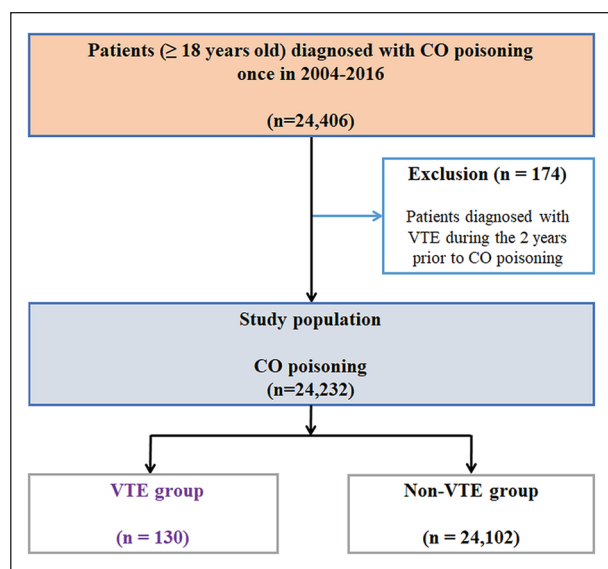 Patients (≥ 18 years old) diagnosed with CO poisoning
once in 2004-2016
(n=24,406)
Exclusion (n = 174)
Patients diagnosed with
VTE during the 2 years
prior to CO poisoning
Study population
CO poisoning
(n=24,232)
VTE group
(n = 130)
Non-VTE group
(n = 24,102)